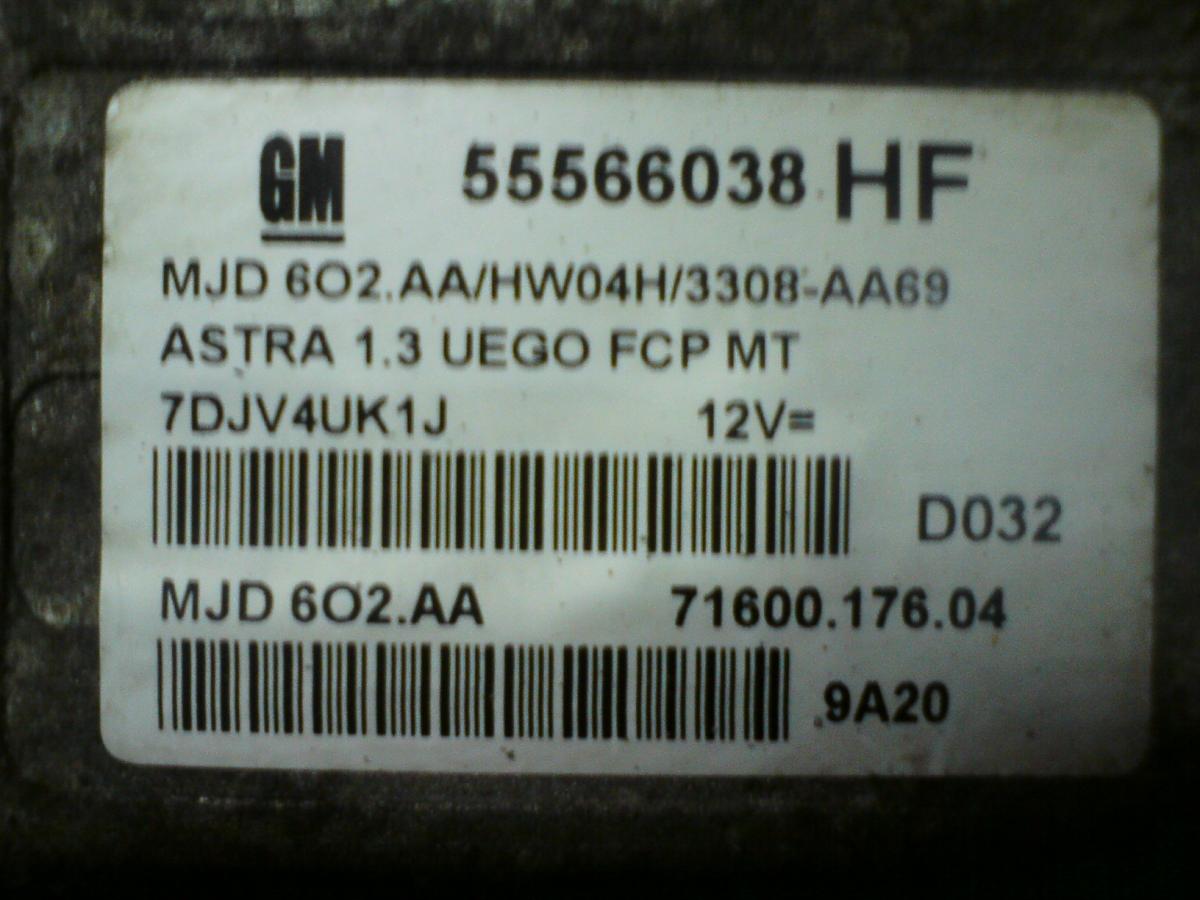 GM 55566038 HF
MJD 6O2.AA/HW04H/3308-AA69
ASTRA 1.3 UEGO FCP MT
7DJV4UK1J 12V=
D032
MJD 6O2.AA 71600.176.04
9A20